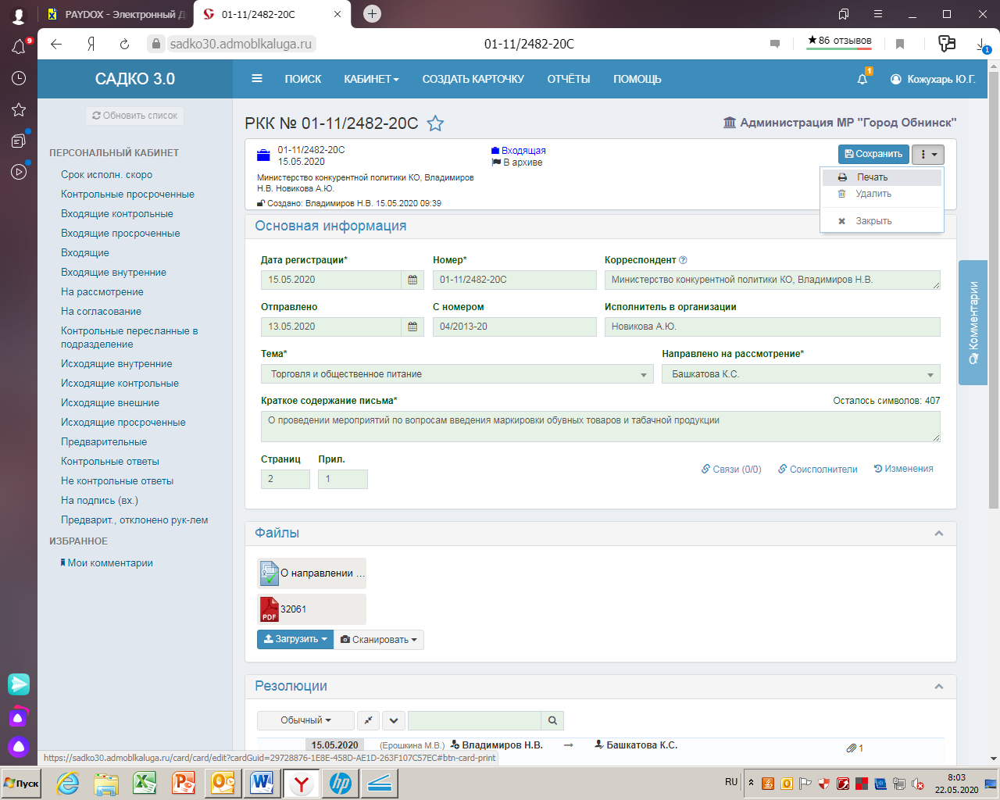 PAYDOX - Электронный Д
01-11/2482-20С
9
sadko30.admoblkaluga.ru
01-11/2482-20С
★86 отзывов
1
САДКО 3.0
ПОИСК
КАБИНЕТ
СОЗДАТЬ КАРТОЧКУ
ОТЧЁТЫ
ПОМОЩЬ
1
Кожухарь Ю.Г.
Обновить список
ПЕРСОНАЛЬНЫЙ КАБИНЕТ
Срок исполн. скоро
Контрольные просроченные
Входящие контрольные
Входящие просроченные
Входящие
Входящие внутренние
На рассмотрение
На согласование
Контрольные пересланные в
подразделение
Исходящие внутренние
Исходящие контрольные
Исходящие внешние
Исходящие просроченные
Предварительные
Контрольные ответы
Не контрольные ответы
На подпись (вх.)
Предварит., отклонено рук-лем
ИЗБРАННОЕ
Мои комментарии
РКК № 01-11/2482-20С
Администрация МР "Город Обнинск"
01-11/2482-20С
15.05.2020
Министерство конкурентной политики КО, Владимиров
Н.В. Новикова А.Ю.
Создано: Владимиров Н.В. 15.05.2020 09:39
Входящая
В архиве
Сохранить
Печать
Удалить
Закрыть
Основная информация
Дата регистрации*
Номер*
Корреспондент
15.05.2020
01-11/2482-20С
Министерство конкурентной политики КО, Владимиров Н.В.
Отправлено
С номером
Исполнитель в организации
13.05.2020
04/2013-20
Новикова А.Ю.
Тема*
Направлено на рассмотрение*
Торговля и общественное питание
Башкатова К.С.
Краткое содержание письма*
Осталось символов: 407
О проведении мероприятий по вопросам введения маркировки обувных товаров и табачной продукции
Страниц
Прил.
2
1
Связи (0/0)
Соисполнители
Изменения
Комментарии
Файлы
О направлении ...
PDF
32061
Загрузить
Сканировать
Резолюции
Обычный
15.05.2020
(Ерошкина М.В.)
Владимиров Н.В.
Башкатова К.С.
1
https://sadko30.admoblkaluga.ru/card/card/edit?cardGuid=29728876-1E8E-458D-AE1D-263F107C57EC#btn-card-print
Пуск
RU
8:03
22.05.2020